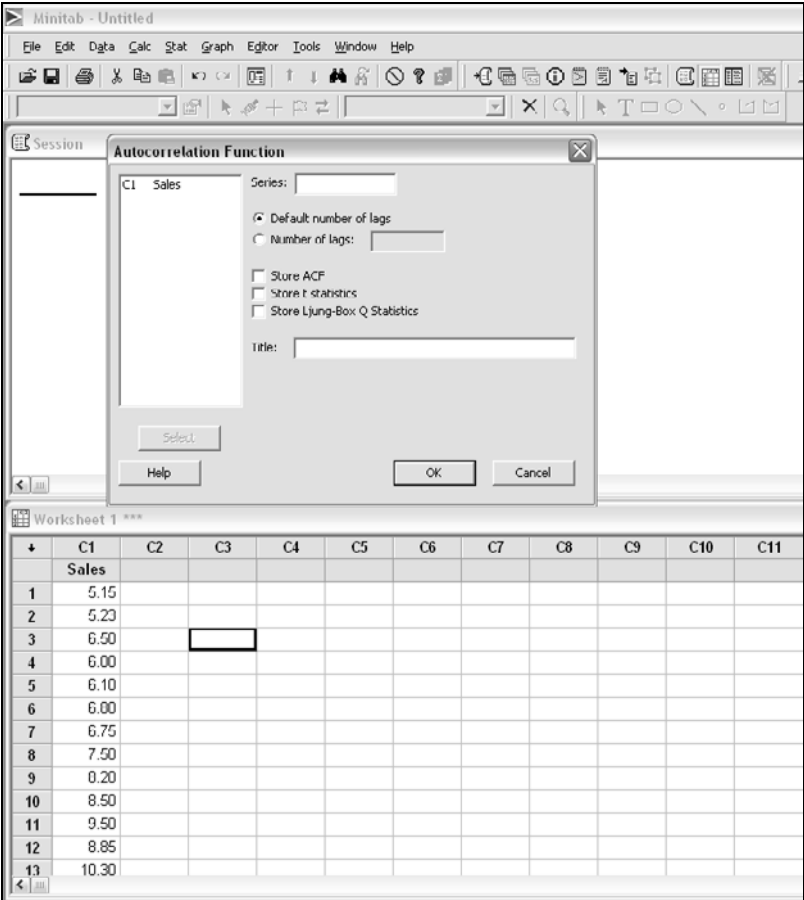 Minitab - Untitled
File Edit Data Calc Stat Graph Editor Tools Window Help
Session
Autocorrelation Function
C1 Sales
Series:
Default number of lags
Number of lags:
Store ACF
Store t statistics
Store Ljung-Box Q Statistics
Title:
Select
Help OK Cancel
Worksheet 1 ***
C1 C2 C3 C4 C5 C6 C7 C8 C9 C10 C11
Sales
1 5.15
2 5.23
3 6.50
4 6.00
5 6.10
6 6.00
7 6.75
8 7.50
9 8.20
10 8.50
11 9.50
12 8.85
13 10.30